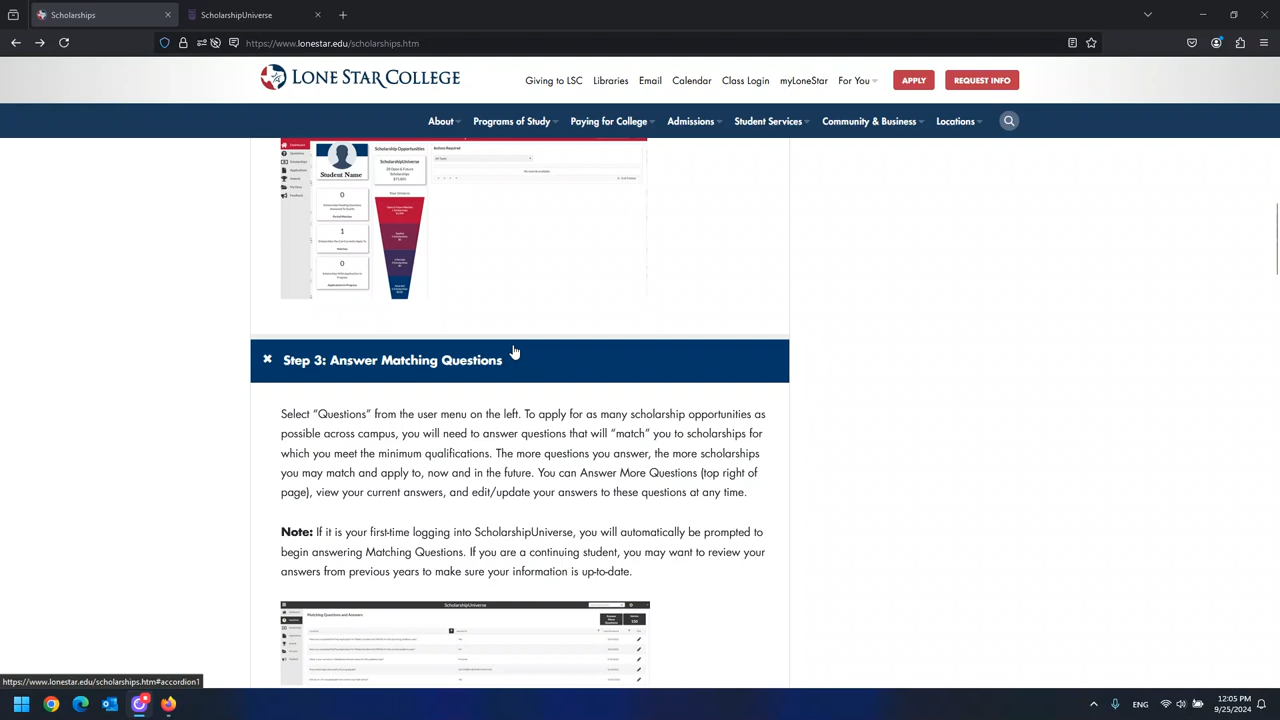 Scholarships
ScholarshipUniverse
https://www.lonestar.edu/scholarships.htm
LONE STAR COLLEGE
Giving to LSC Libraries Email Calendar Class Login myLoneStar For You APPLY REQUEST INFO
About Programs of Study Paying for College Admissions Student Services Community & Business Locations
Student Name
Scholarship Opportunities
ScholarshipUniverse
Actions Required
0
1
0
Step 3: Answer Matching Questions
Select “Questions” from the user menu on the left. To apply for as many scholarship opportunities as
possible across campus, you will need to answer questions that will “match” you to scholarships for
which you meet the minimum qualifications. The more questions you answer, the more scholarships
you may match and apply to, now and in the future. You can Answer More Questions (top right of
page), view your current answers, and edit/update your answers to these questions at any time.
Note: If it is your first-time logging into ScholarshipUniverse, you will automatically be prompted to
begin answering Matching Questions. If you are a continuing student, you may want to review your
answers from previous years to make sure your information is up-to-date.
ScholarshipUniverse
Matching Questions and Answers
https://www.lonestar.edu/scholarships.htm#accordion1
ENG
12:05 PM
9/25/2024